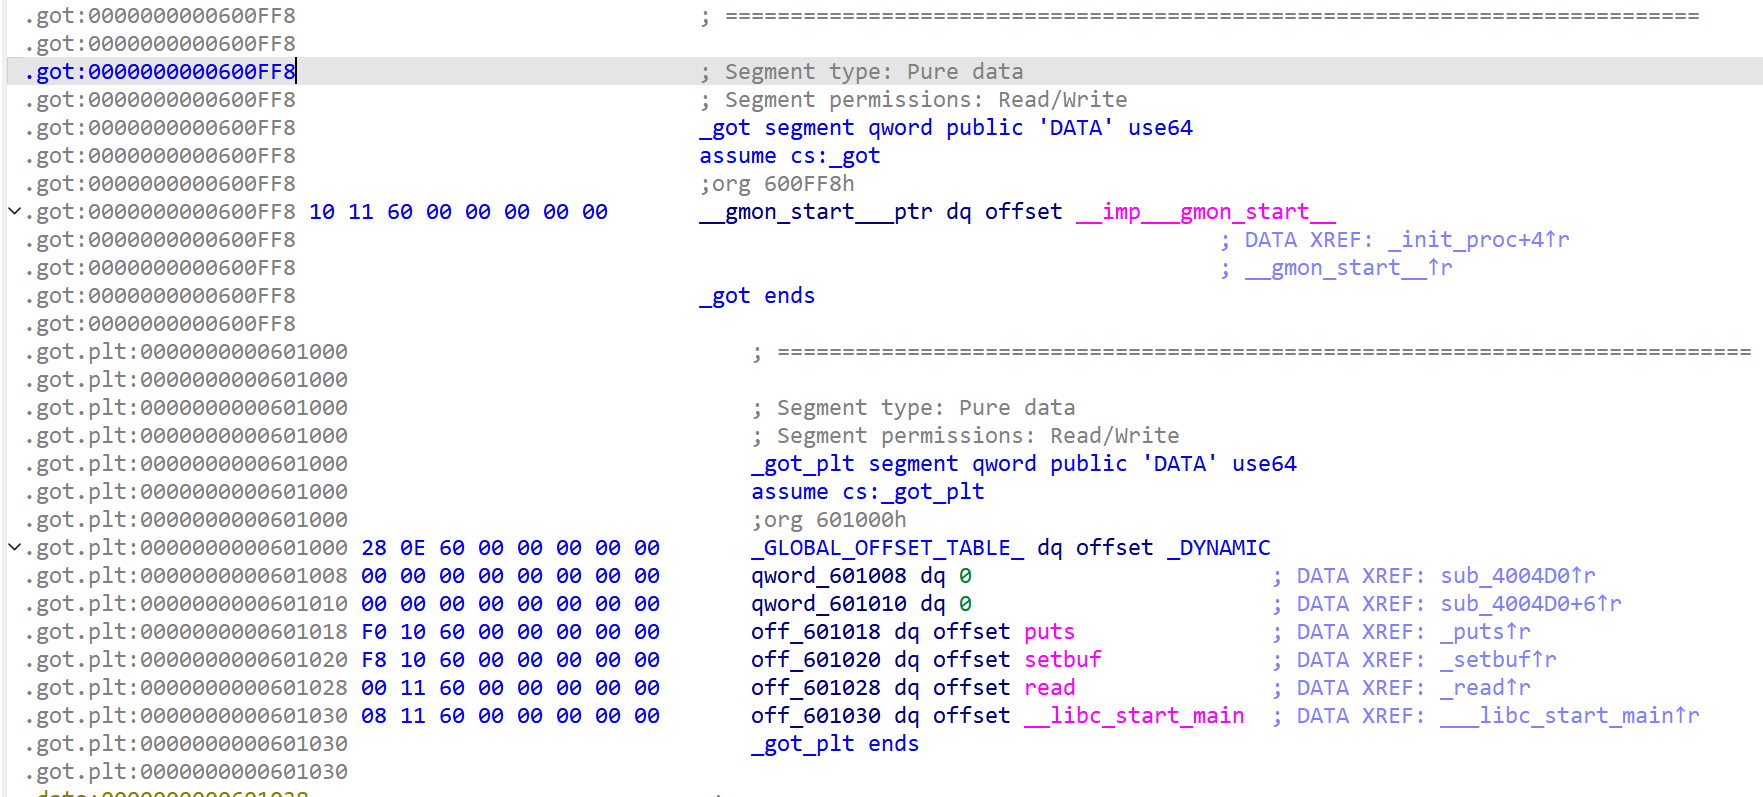 .got:0000000000600FF8 ; ===========================================================================
.got:0000000000600FF8
.got:0000000000600FF8 ; Segment type: Pure data
.got:0000000000600FF8 ; Segment permissions: Read/Write
.got:0000000000600FF8 _got segment qword public 'DATA' use64
.got:0000000000600FF8 assume cs:_got
.got:0000000000600FF8 ;org 600FF8h
.got:0000000000600FF8 10 11 60 00 00 00 00 00 __gmon_start___ptr dq offset __imp___gmon_start__
.got:0000000000600FF8 ; DATA XREF: _init_proc+4↑r
.got:0000000000600FF8 ; __gmon_start__↑r
.got:0000000000600FF8 _got ends
.got:0000000000600FF8
.got.plt:0000000000601000 ; ===========================================================================
.got.plt:0000000000601000
.got.plt:0000000000601000 ; Segment type: Pure data
.got.plt:0000000000601000 ; Segment permissions: Read/Write
.got.plt:0000000000601000 _got_plt segment qword public 'DATA' use64
.got.plt:0000000000601000 assume cs:_got_plt
.got.plt:0000000000601000 ;org 601000h
.got.plt:0000000000601000 28 0E 60 00 00 00 00 00 _GLOBAL_OFFSET_TABLE_ dq offset _DYNAMIC
.got.plt:0000000000601008 00 00 00 00 00 00 00 00 qword_601008 dq 0 ; DATA XREF: sub_4004D0↑r
.got.plt:0000000000601010 00 00 00 00 00 00 00 00 qword_601010 dq 0 ; DATA XREF: sub_4004D0+6↑r
.got.plt:0000000000601018 F0 10 60 00 00 00 00 00 off_601018 dq offset puts ; DATA XREF: _puts↑r
.got.plt:0000000000601020 F8 10 60 00 00 00 00 00 off_601020 dq offset setbuf ; DATA XREF: _setbuf↑r
.got.plt:0000000000601028 00 11 60 00 00 00 00 00 off_601028 dq offset read ; DATA XREF: _read↑r
.got.plt:0000000000601030 08 11 60 00 00 00 00 00 off_601030 dq offset __libc_start_main ; DATA XREF: ___libc_start_main↑r
.got.plt:0000000000601030 _got_plt ends
.got.plt:0000000000601030